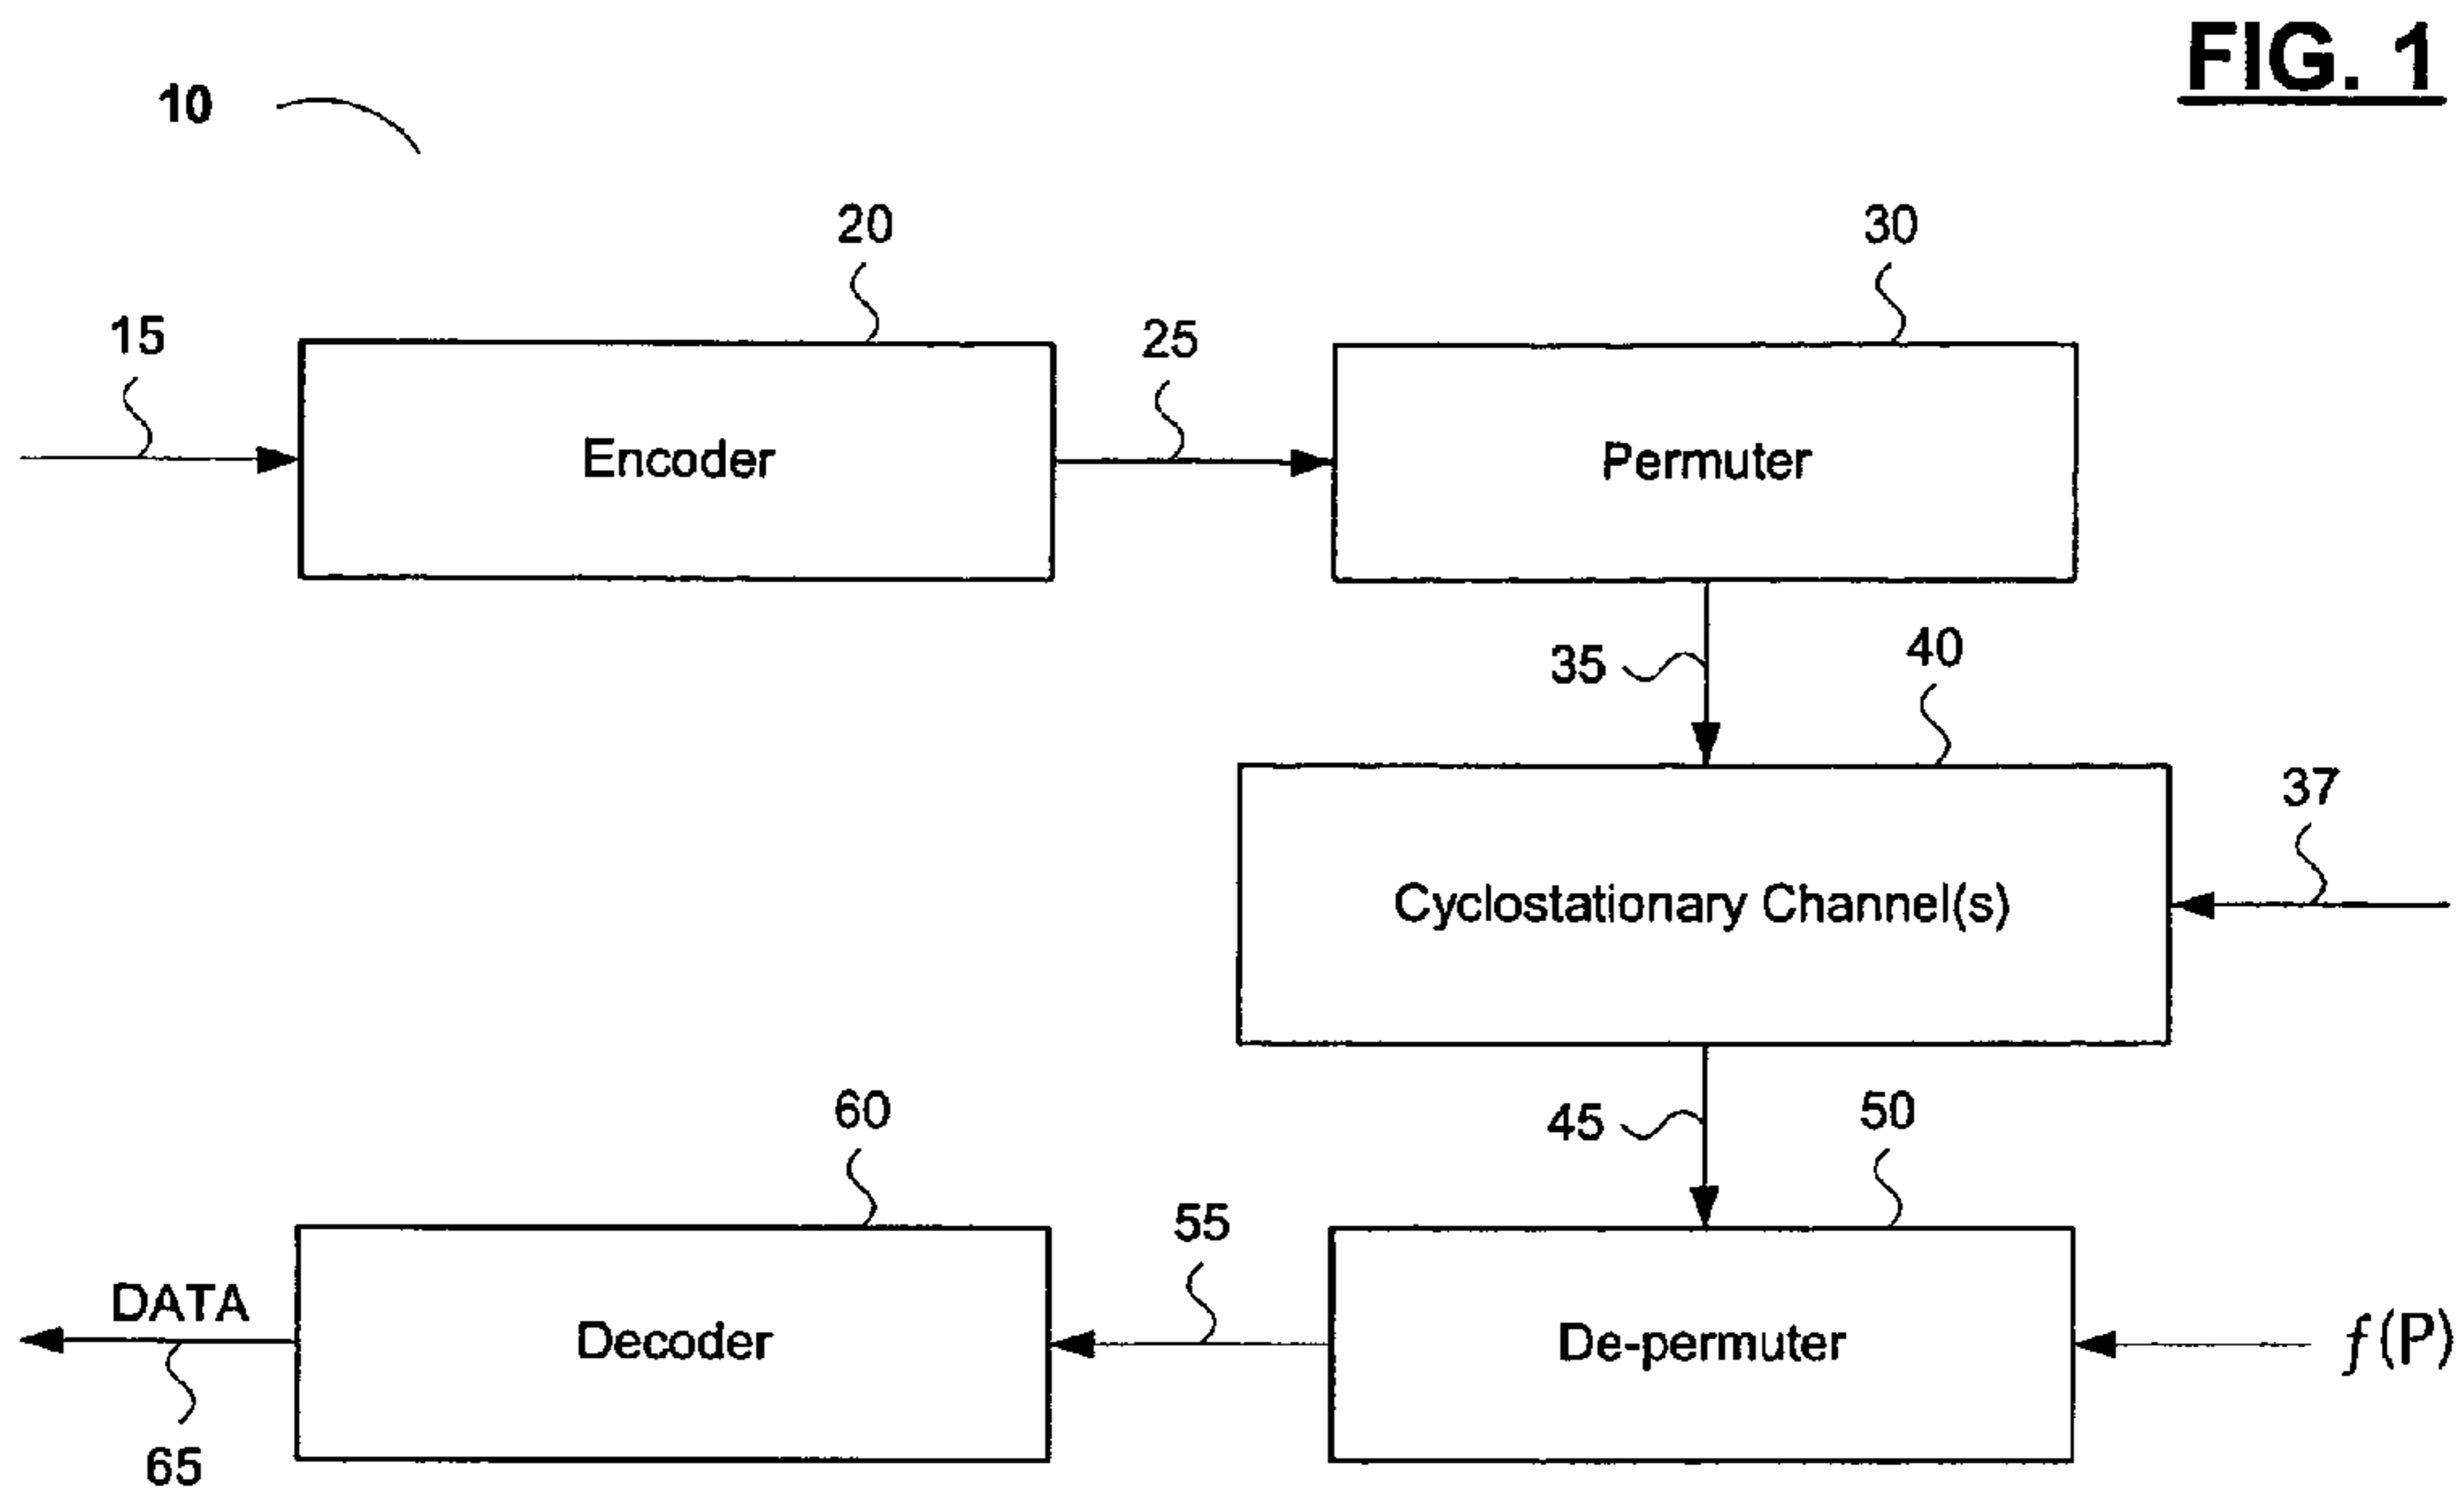 FIG. 1
10
20
30
15
25
Encoder
Permuter
35
40
37
Cyclostationary Channel(s)
45
50
60
55
DATA
Decoder
De-permuter
f(P)
65